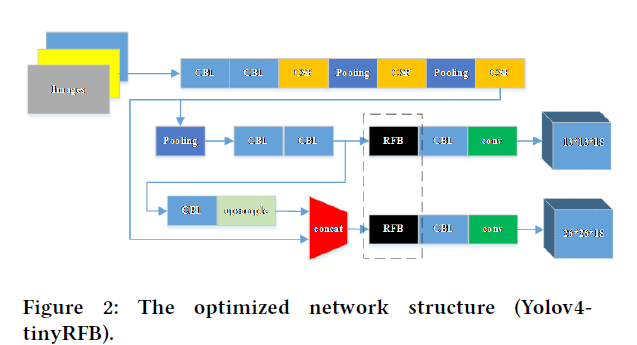 Images
CBL CBL CSP Pooling CSP Pooling CSP
Pooling CBL CBL RFB CBL conv 13*13*18
CBL upsample concat RFB CBL conv 26*26*18
Figure 2: The optimized network structure (Yolov4-
tinyRFB).